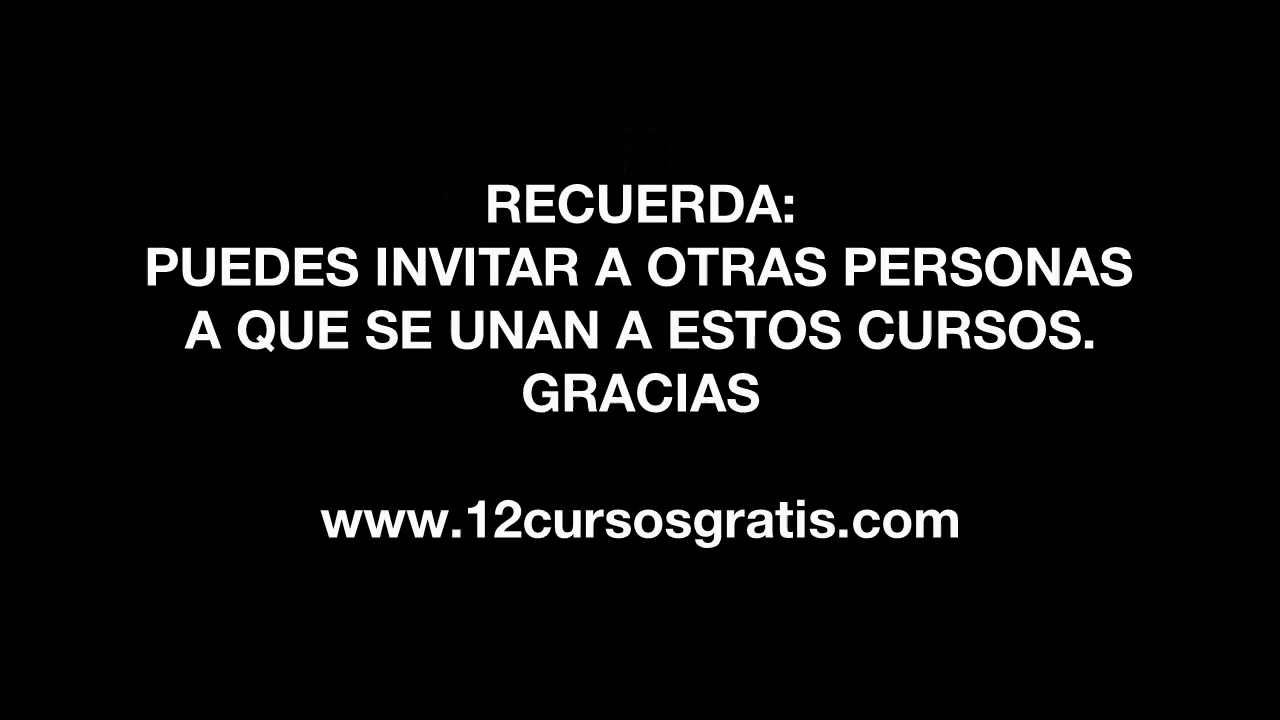 RECUERDA:
PUEDES INVITAR A OTRAS PERSONAS
A QUE SE UNAN A ESTOS CURSOS.
GRACIAS
www.12cursosgratis.com